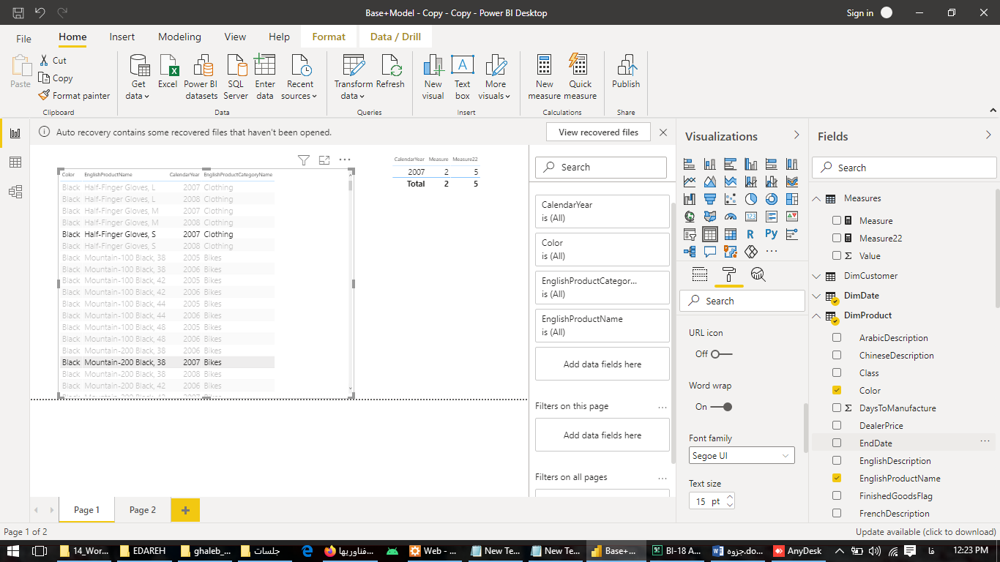 Base+Model - Copy - Copy - Power BI Desktop
Sign in
File
Home
Insert
Modeling
View
Help
Format
Data / Drill
Paste
Cut
Copy
Format painter
Clipboard
Get data
Excel
Power BI datasets
SQL Server
Enter data
Recent sources
Data
Transform data
Refresh
Queries
New visual
Text box
More visuals
Insert
New measure
Quick measure
Calculations
Publish
Share
Auto recovery contains some recovered files that haven't been opened.
View recovered files
Color EnglishProductName CalendarYear EnglishProductCategoryName
Black Half-Finger Gloves, L 2007 Clothing
Black Half-Finger Gloves, L 2008 Clothing
Black Half-Finger Gloves, M 2007 Clothing
Black Half-Finger Gloves, M 2008 Clothing
Black Half-Finger Gloves, S 2007 Clothing
Black Half-Finger Gloves, S 2008 Clothing
Black Mountain-100 Black, 38 2005 Bikes
Black Mountain-100 Black, 38 2006 Bikes
Black Mountain-100 Black, 42 2005 Bikes
Black Mountain-100 Black, 42 2006 Bikes
Black Mountain-100 Black, 44 2005 Bikes
Black Mountain-100 Black, 44 2006 Bikes
Black Mountain-100 Black, 48 2005 Bikes
Black Mountain-100 Black, 48 2006 Bikes
Black Mountain-200 Black, 38 2006 Bikes
Black Mountain-200 Black, 38 2007 Bikes
Black Mountain-200 Black, 38 2008 Bikes
Black Mountain-200 Black, 42 2006 Bikes
Black Mountain-200 Black, 42 2007 Bikes
CalendarYear Measure Measure22
2007 2 5
Total 2 5
Search
CalendarYear
is (All)
Color
is (All)
EnglishProductCategor...
is (All)
EnglishProductName
is (All)
Add data fields here
Filters on this page
...
Add data fields here
Filters on all pages
...
Visualizations
R
Py
123
...
Search
URL icon
Off
Word wrap
On
Font family
Segoe UI
Text size
15 pt
Fields
Search
Measures
Measure
Measure22
Σ Value
DimCustomer
DimDate
DimProduct
ArabicDescription
ChineseDescription
Class
Color
Σ DaysToManufacture
DealerPrice
EndDate ...
EnglishDescription
EnglishProductName
FinishedGoodsFlag
FrenchDescription
Page 1
Page 2
+
Page 1 of 2
Update available (click to download)
14_Wor...
EDAREH
ghaleb_...
جلسات
فناوریها...
Web - ...
New Te...
New Te...
Base+...
BI-18 A...
جزوه.do...
AnyDesk
فا
12:23 PM